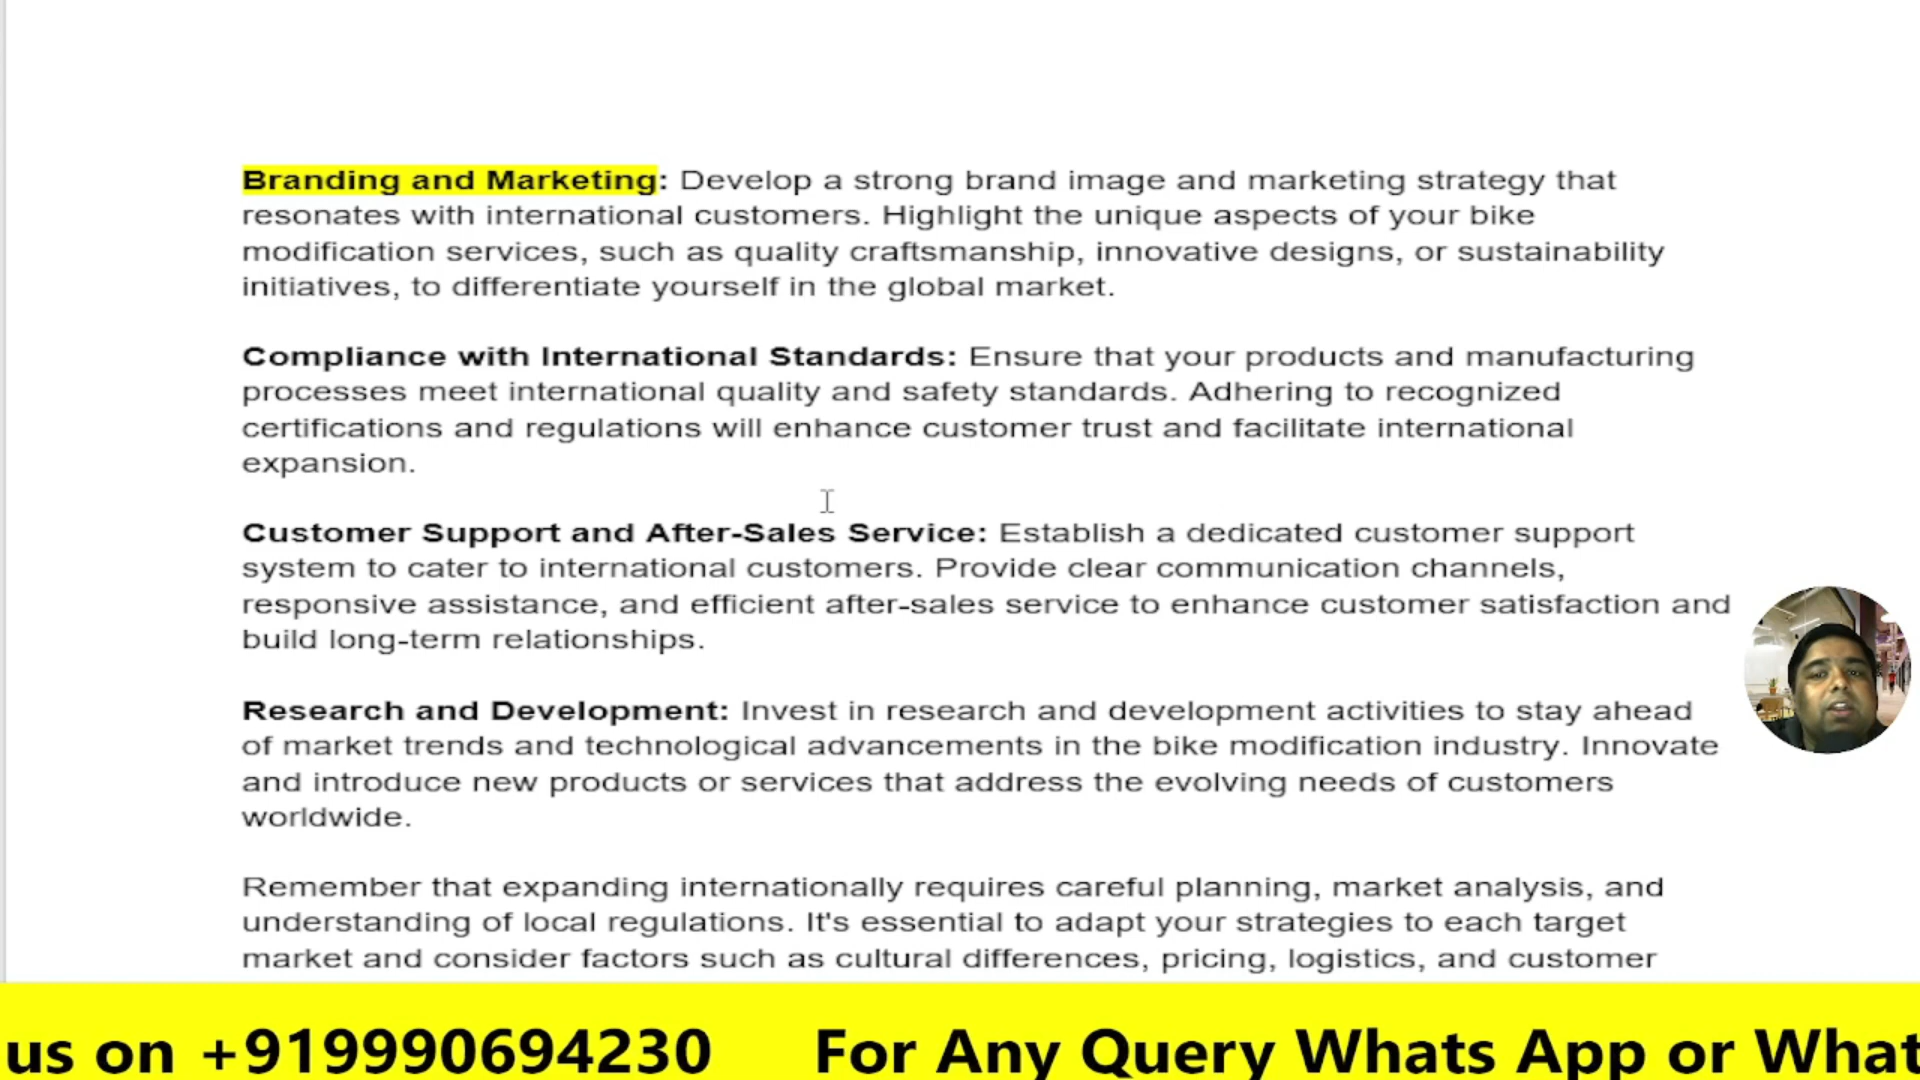 Branding and Marketing: Develop a strong brand image and marketing strategy that
resonates with international customers. Highlight the unique aspects of your bike
modification services, such as quality craftsmanship, innovative designs, or sustainability
initiatives, to differentiate yourself in the global market.
Compliance with International Standards: Ensure that your products and manufacturing
processes meet international quality and safety standards. Adhering to recognized
certifications and regulations will enhance customer trust and facilitate international
expansion.
Customer Support and After-Sales Service: Establish a dedicated customer support
system to cater to international customers. Provide clear communication channels,
responsive assistance, and efficient after-sales service to enhance customer satisfaction and
build long-term relationships.
Research and Development: Invest in research and development activities to stay ahead
of market trends and technological advancements in the bike modification industry. Innovate
and introduce new products or services that address the evolving needs of customers
worldwide.
Remember that expanding internationally requires careful planning, market analysis, and
understanding of local regulations. It's essential to adapt your strategies to each target
market and consider factors such as cultural differences, pricing, logistics, and customer
us on +919990694230 For Any Query Whats App or What